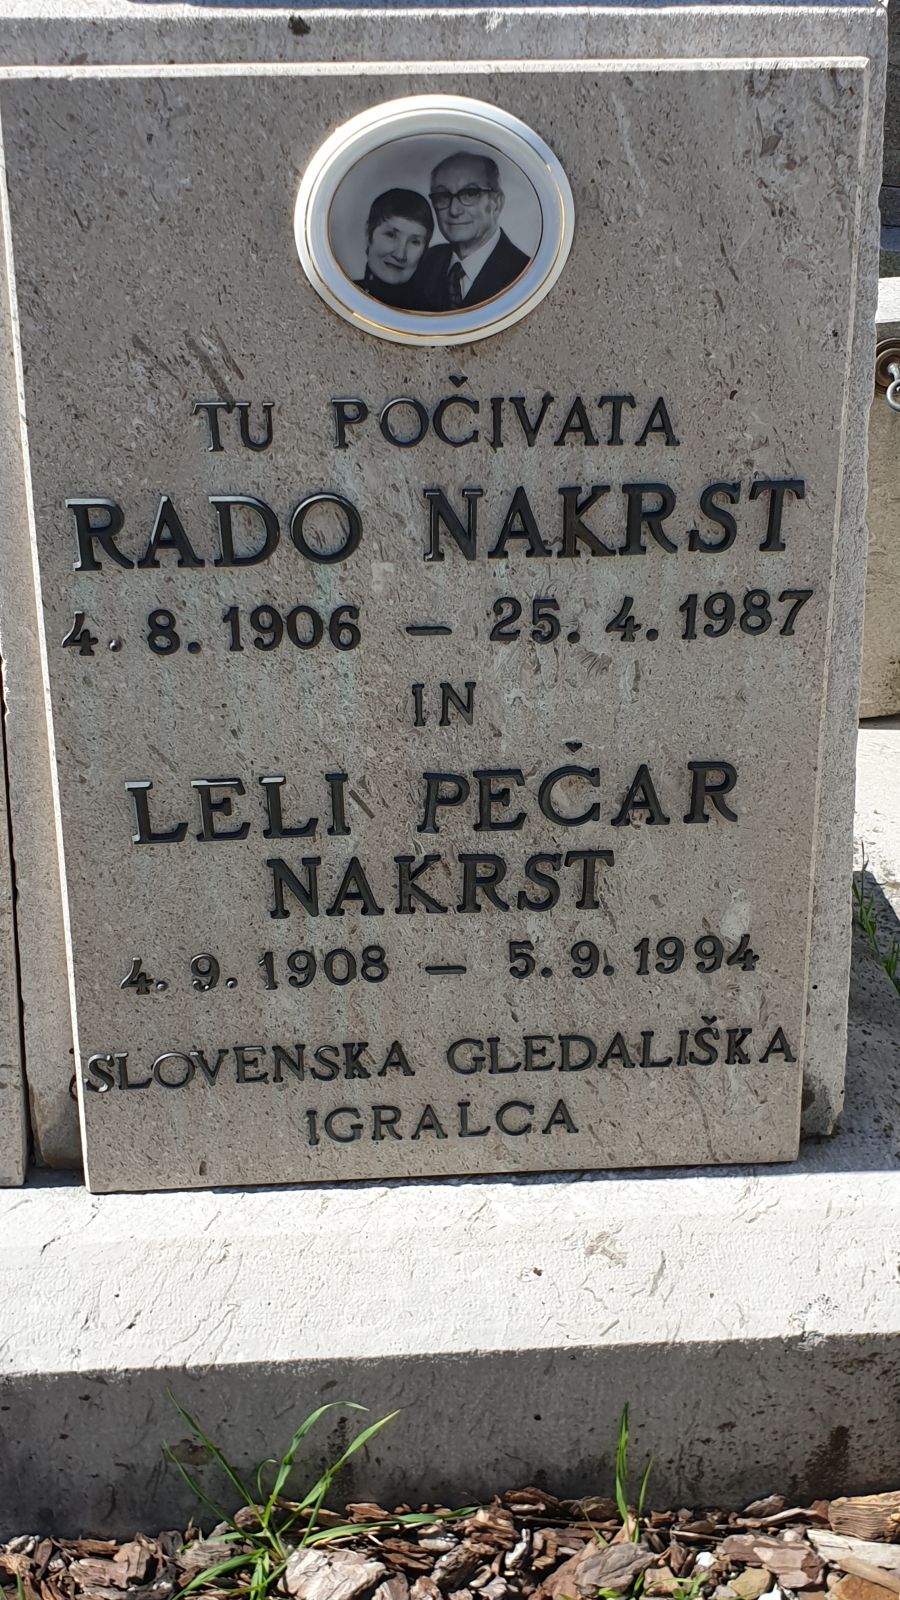 TU POČIVATA
RADO NAKRST
4. 8. 1906 – 25. 4. 1987
IN
LELI PEČAR
NAKRST
4. 9. 1908 – 5. 9. 1994
SLOVENSKA GLEDALIŠKA
IGRALCA